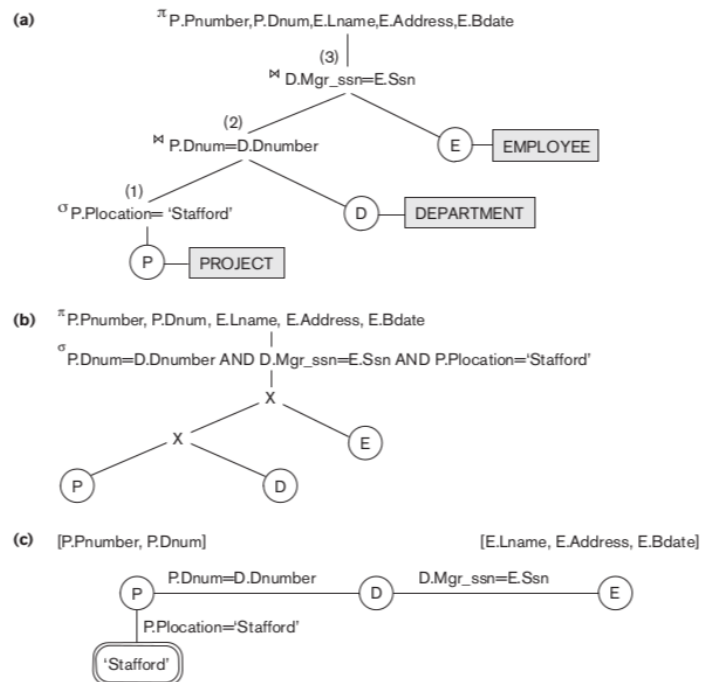 (a) π P.Pnumber,P.Dnum,E.Lname,E.Address,E.Bdate
(3)
⋈ D.Mgr_ssn=E.Ssn
(2)
⋈ P.Dnum=D.Dnumber
E
EMPLOYEE
(1)
σ P.Plocation= 'Stafford'
D
DEPARTMENT
P
PROJECT
(b) π P.Pnumber, P.Dnum, E.Lname, E.Address, E.Bdate
σ P.Dnum=D.Dnumber AND D.Mgr_ssn=E.Ssn AND P.Plocation='Stafford'
X
X
E
P
D
(c) [P.Pnumber, P.Dnum]
[E.Lname, E.Address, E.Bdate]
P.Dnum=D.Dnumber
D.Mgr_ssn=E.Ssn
P
D
E
P.Plocation='Stafford'
'Stafford'